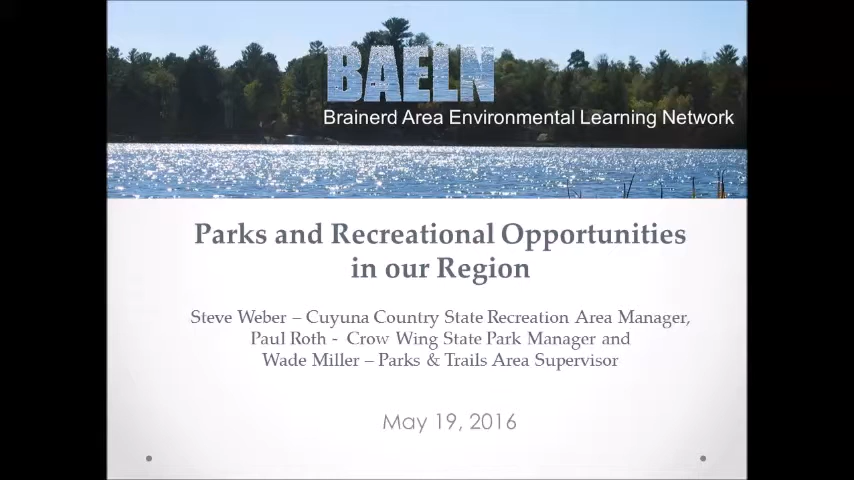 BAELN
Brainerd Area Environmental Learning Network
Parks and Recreational Opportunities
in our Region
Steve Weber – Cuyuna Country State Recreation Area Manager,
Paul Roth - Crow Wing State Park Manager and
Wade Miller – Parks & Trails Area Supervisor
May 19, 2016